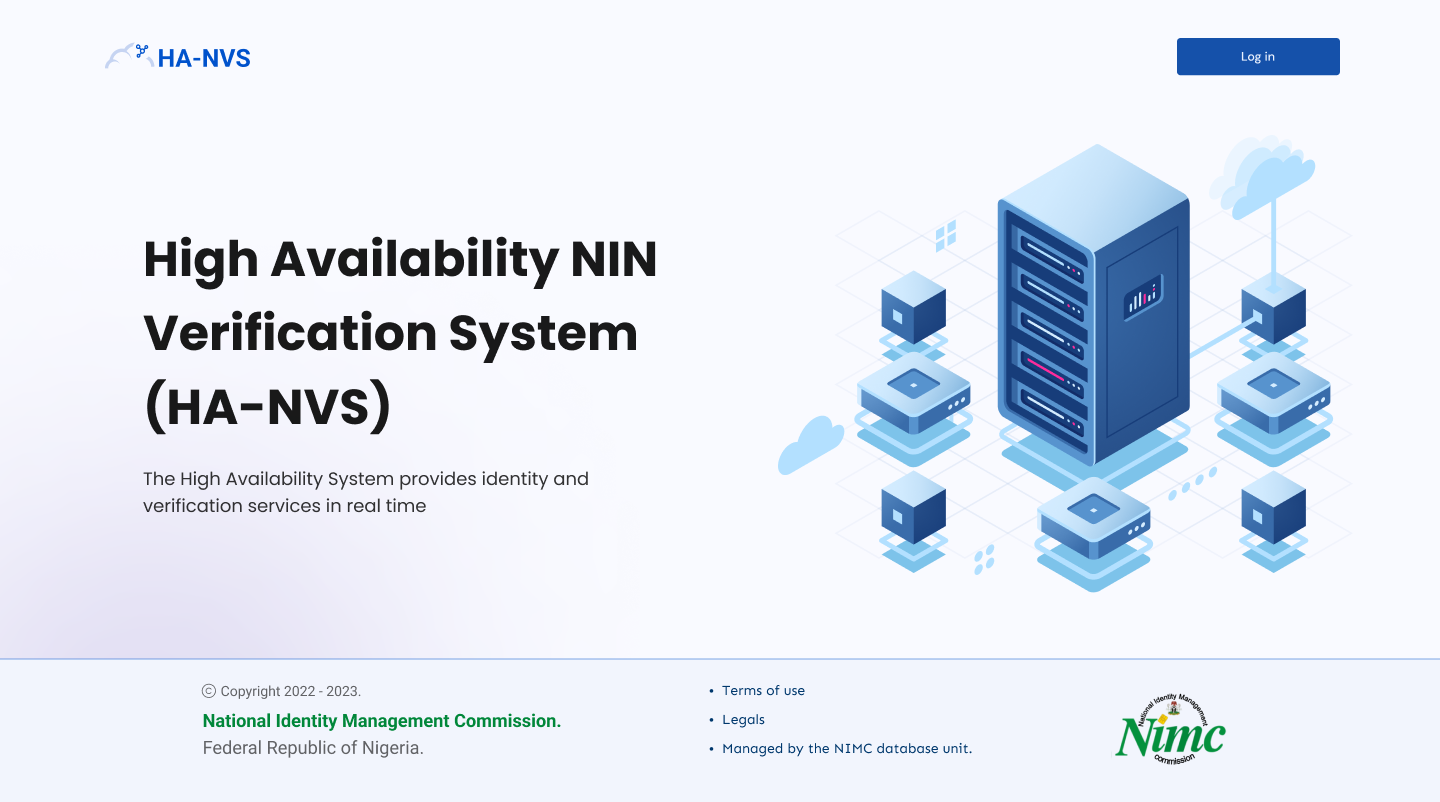 HA-NVS
Log in
High Availability NIN
Verification System
(HA-NVS)
The High Availability System provides identity and
verification services in real time
© Copyright 2022 - 2023.
National Identity Management Commission.
Federal Republic of Nigeria.
• Terms of use
• Legals
• Managed by the NIMC database unit.
National Identity Management
Nimc
commission